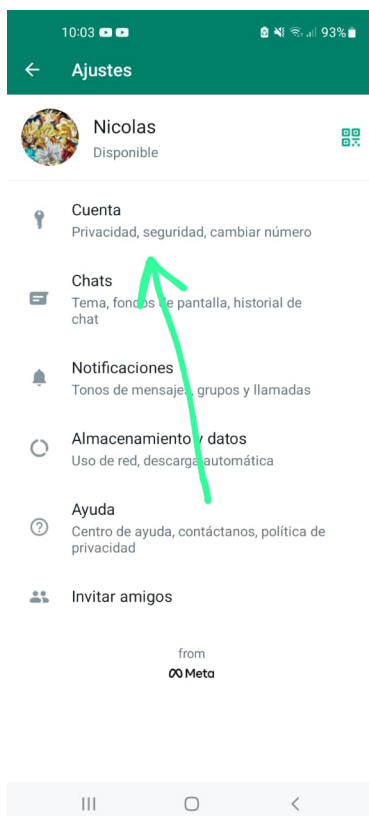 10:03
93%
Ajustes
Nicolas
Disponible
Cuenta
Privacidad, seguridad, cambiar número
Chats
Tema, fondos de pantalla, historial de
chat
Notificaciones
Tonos de mensajes, grupos y llamadas
Almacenamiento y datos
Uso de red, descarga automática
Ayuda
Centro de ayuda, contáctanos, política de
privacidad
Invitar amigos
from
Meta